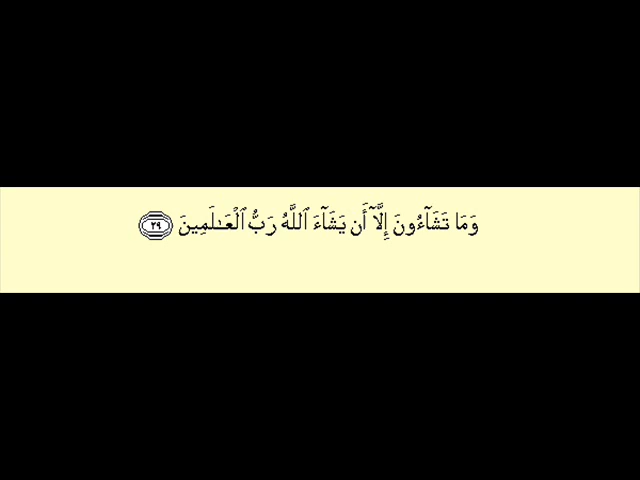 وَمَا تَشَآءُونَ إِلَّآ أَن يَشَآءَ ٱللَّهُ رَبُّ ٱلْعَـٰلَمِينَ ٢٩